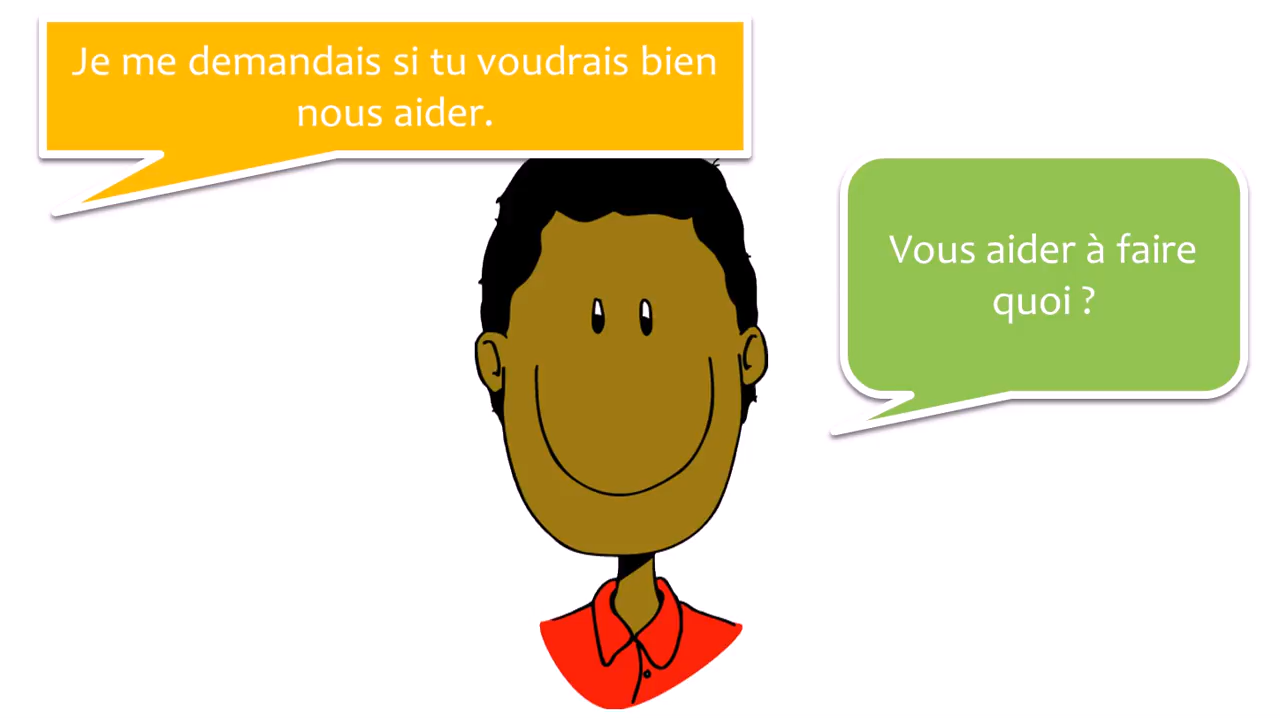 Je me demandais si tu voudrais bien
nous aider.
Vous aider à faire
quoi ?